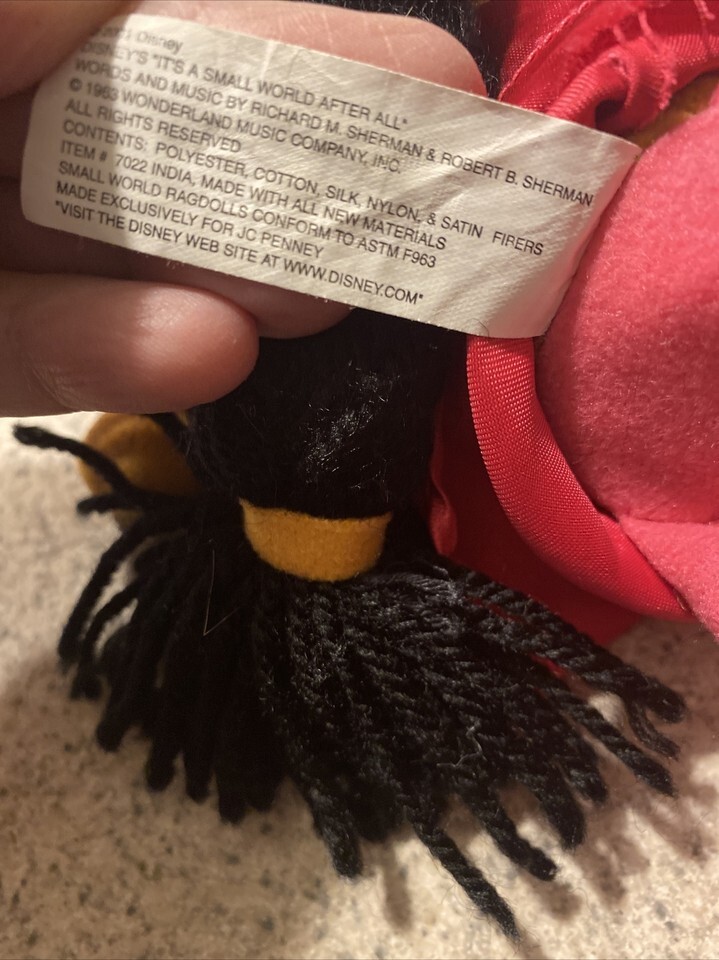 Disney
DISNEY'S "IT'S A SMALL WORLD AFTER ALL"
WORDS AND MUSIC BY RICHARD M. SHERMAN & ROBERT B. SHERMAN
© 1963 WONDERLAND MUSIC COMPANY, INC.
ALL RIGHTS RESERVED
CONTENTS: POLYESTER, COTTON, SILK, NYLON, & SATIN FIRERS
ITEM # 7022 INDIA, MADE WITH ALL NEW MATERIALS
SMALL WORLD RAGDOLLS CONFORM TO ASTM F963
MADE EXCLUSIVELY FOR JC PENNEY
"VISIT THE DISNEY WEB SITE AT WWW.DISNEY.COM"